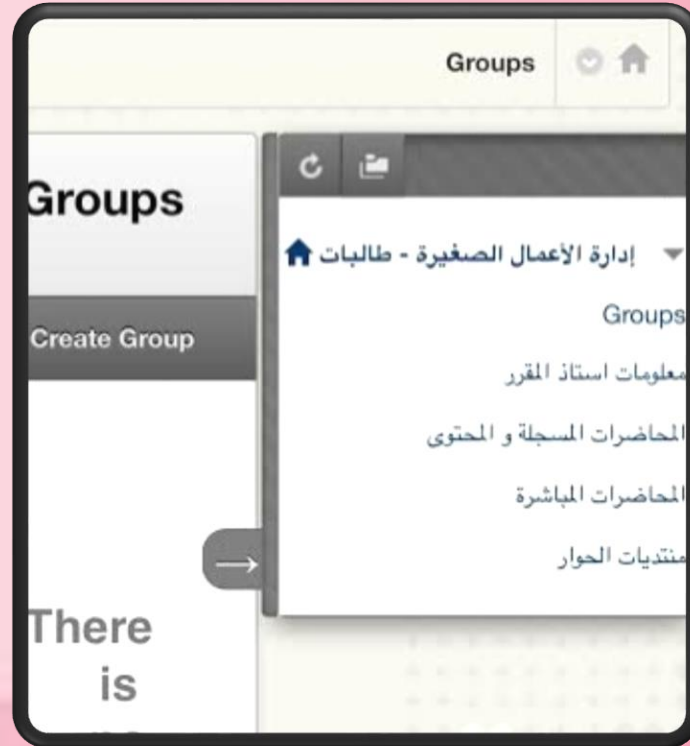 Groups
Groups
Create Group
There
is
إدارة الأعمال الصغيرة - طالبات
Groups
معلومات استاذ المقرر
المحاضرات المسجلة و المحتوى
المحاضرات المباشرة
منتديات الحوار